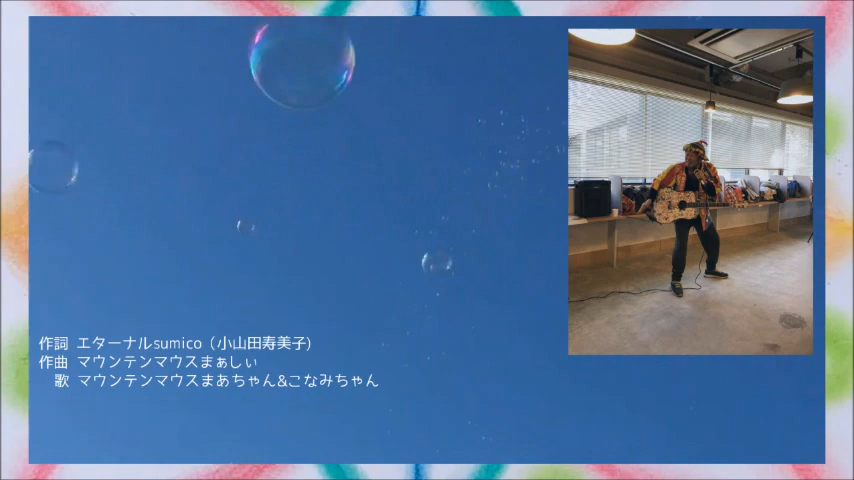 作詞 エターナルsumico（小山田寿美子)
作曲 マウンテンマウスまぁしぃ
歌 マウンテンマウスまあちゃん&こなみちゃん